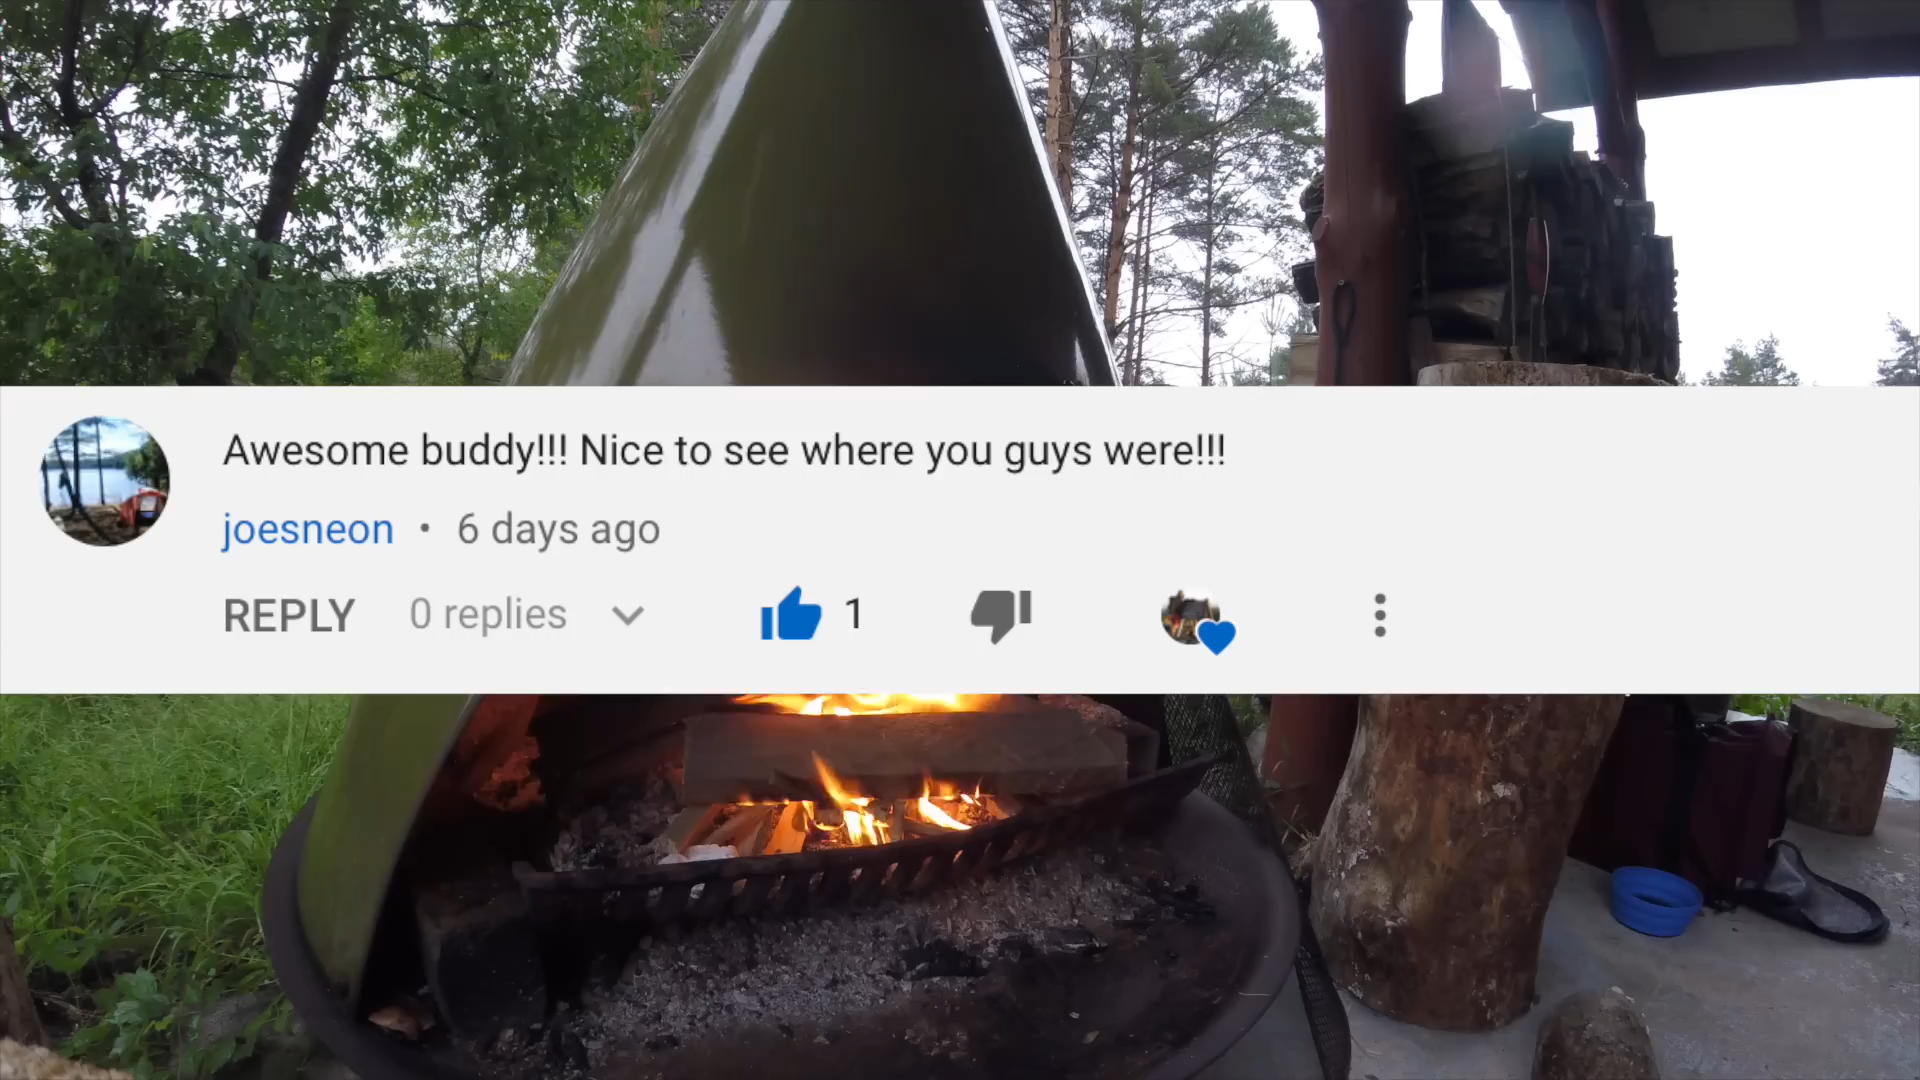 Awesome buddy!!! Nice to see where you guys were!!!
joesneon • 6 days ago
REPLY 0 replies 1